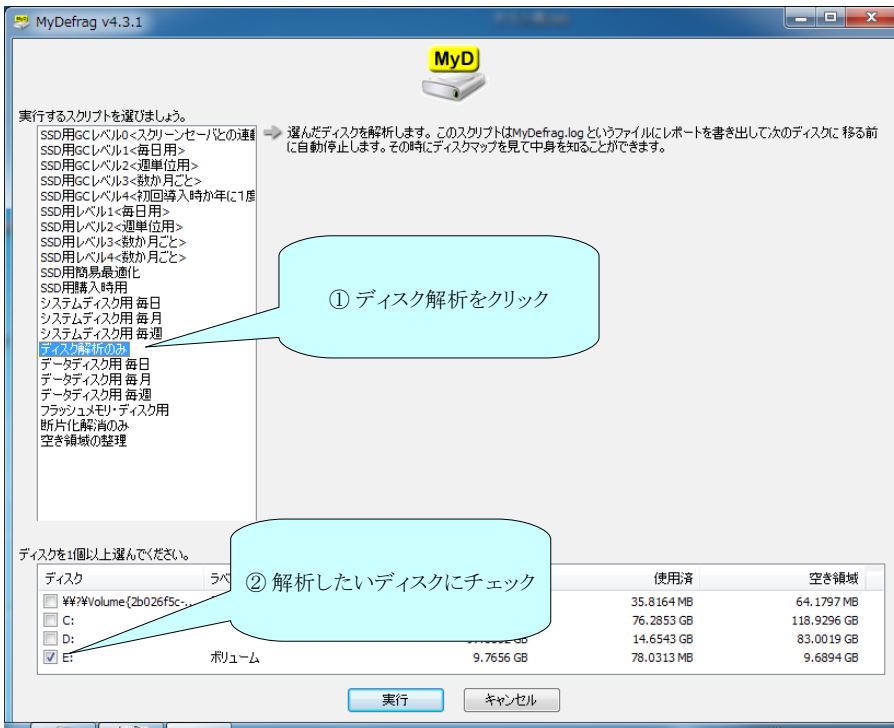 MyDefrag v4.3.1
MyD
実行するスクリプトを選びましょう。
SSD用GCレベル0<スクリーンセーバとの連動
SSD用GCレベル1<毎日用>
SSD用GCレベル2<週単位用>
SSD用GCレベル3<数か月ごと>
SSD用GCレベル4<初回導入時か年に1度
SSD用レベル1<毎日用>
SSD用レベル2<週単位用>
SSD用レベル3<数か月ごと>
SSD用レベル4<数か月ごと>
SSD用簡易最適化
SSD用購入時用
システムディスク用 毎日
システムディスク用 毎月
システムディスク用 毎週
ディスク解析のみ
データディスク用 毎日
データディスク用 毎月
データディスク用 毎週
フラッシュメモリ・ディスク用
断片化解消のみ
空き領域の整理
選んだディスクを解析します。このスクリプトはMyDefrag.log というファイルにレポートを書き出して次のディスクに 移る前
に自動停止します。その時にディスクマップを見て中身を知ることができます。
① ディスク解析をクリック
ディスクを1個以上選んでください。
② 解析したいディスクにチェック
ディスク ラベ 使用済 空き領域
¥¥?¥Volume{2b026f5c-... 35.8164 MB 64.1797 MB
C: 76.2853 GB 118.9296 GB
D: 14.6543 GB 83.0019 GB
E: ボリューム 9.7656 GB 78.0313 MB 9.6894 GB
実行 キャンセル